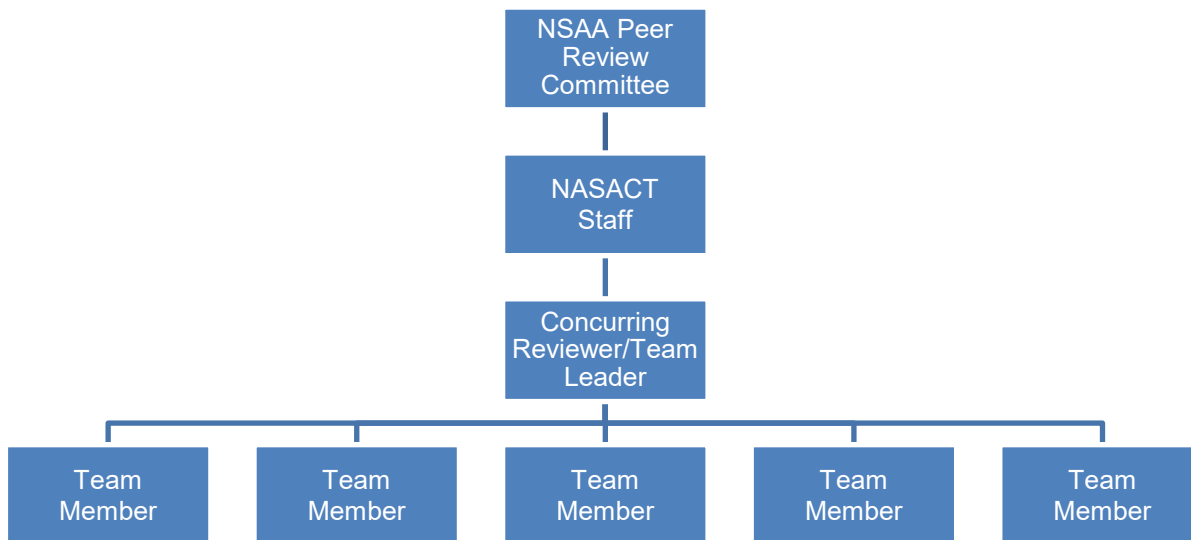 NSAA Peer
Review
Committee
NASACT
Staff
Concurring
Reviewer/Team
Leader
Team
Member
Team
Member
Team
Member
Team
Member
Team
Member